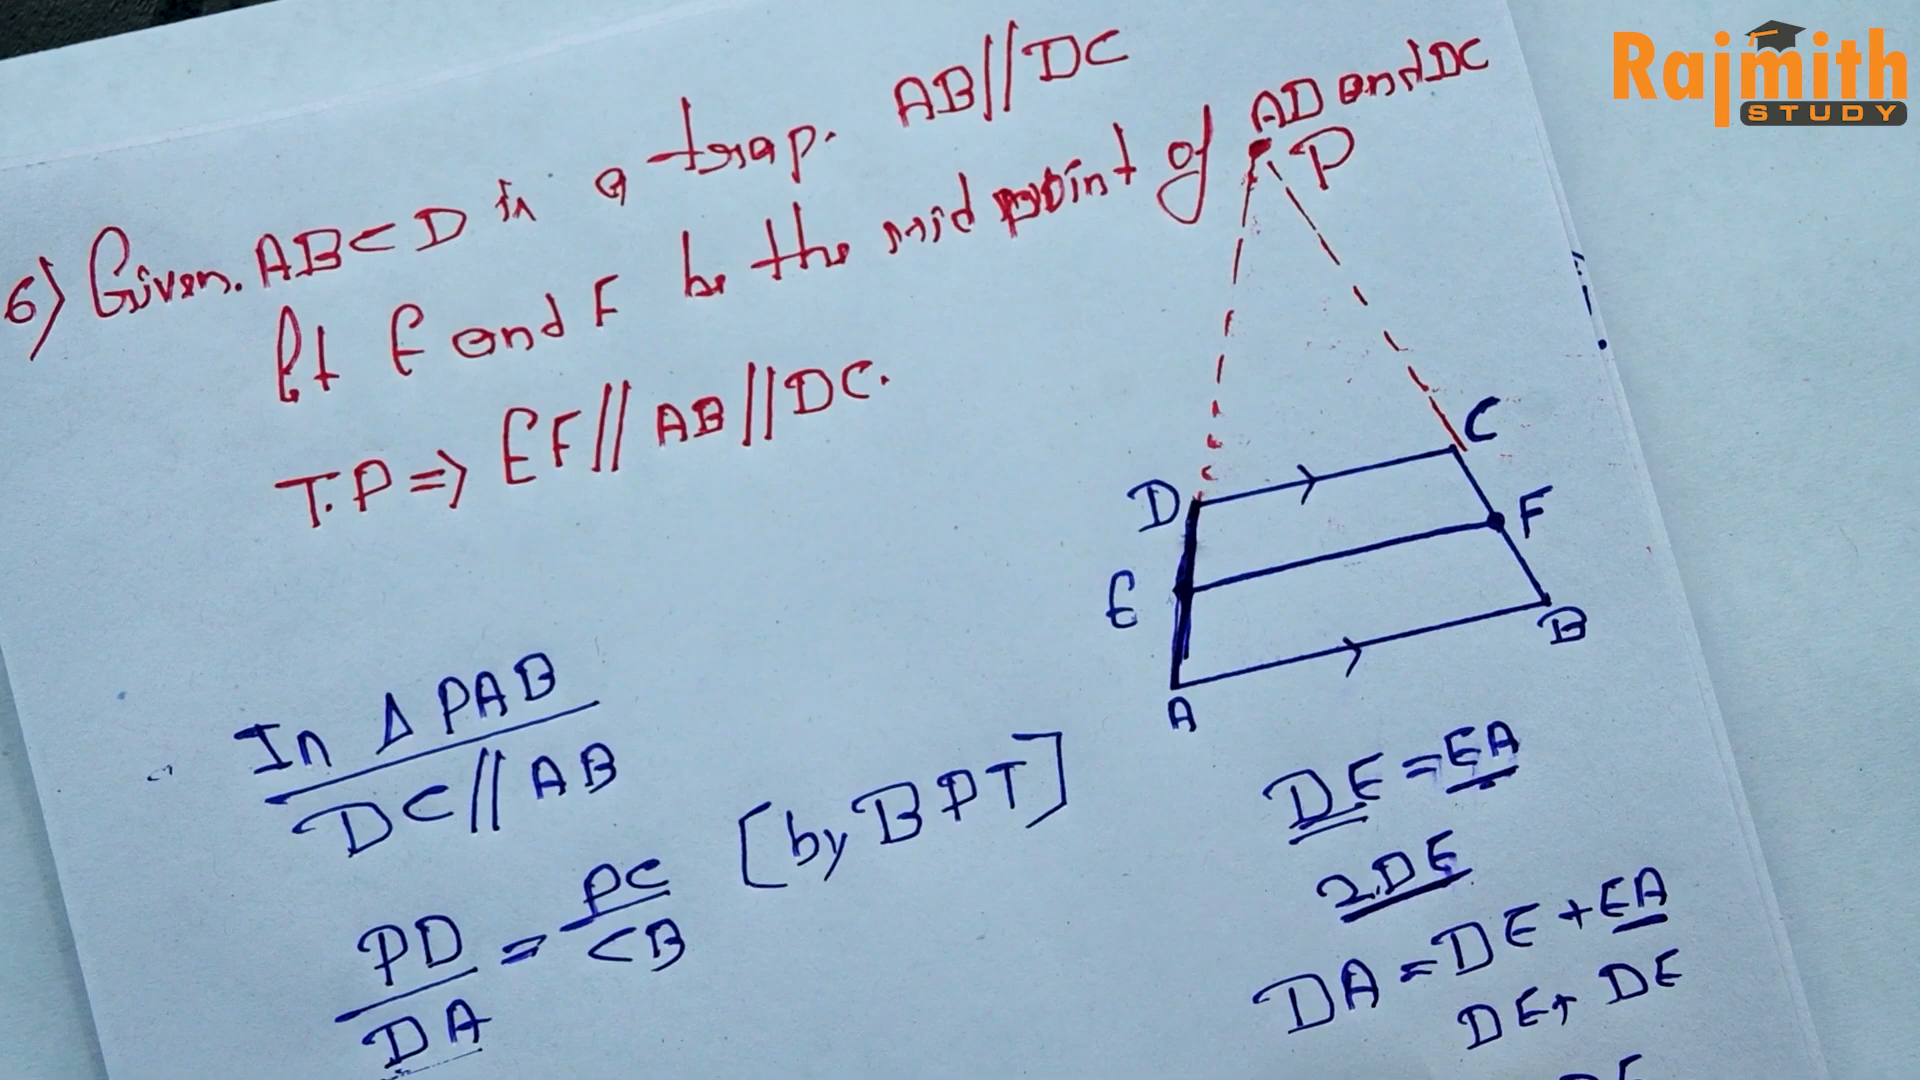 Rajmith
STUDY
6) Given. ABCD is a trap. AB//DC
let E and F be the mid point of AD and DC
T.P => EF // AB // DC.
P
D
C
E
F
A
B
In Δ PAB
DC // AB
PD/DA = PC/CB [by BPT]
DE = EA
2DE
DA = DE + EA
DE + DE